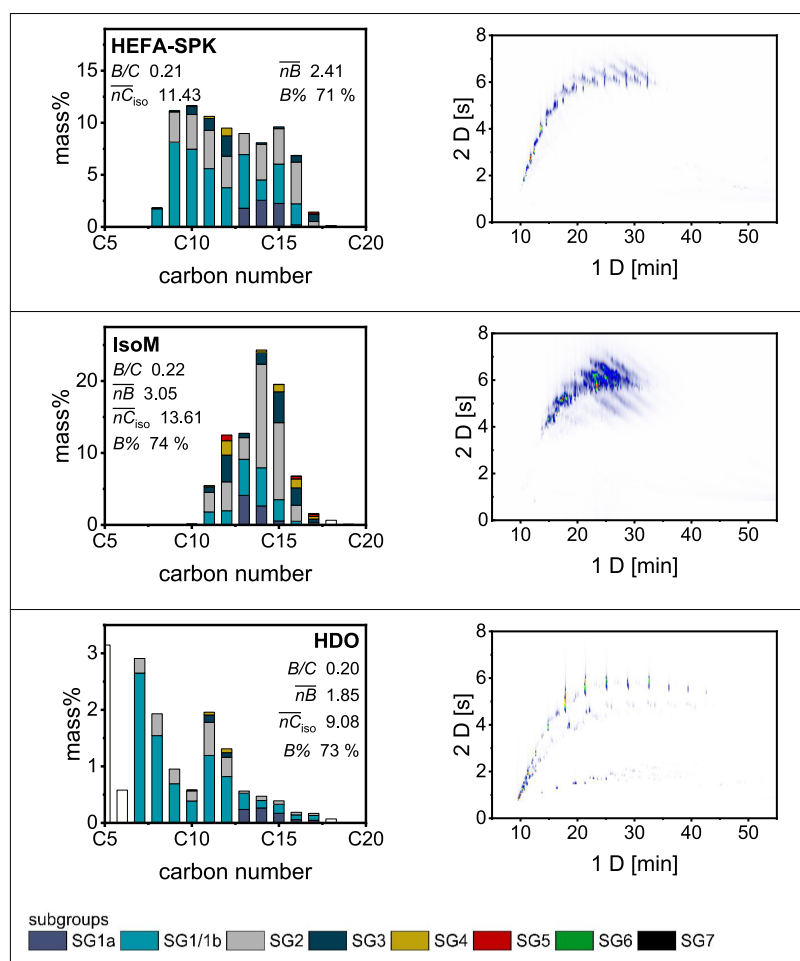 HEFA-SPK
B/C 0.21
nB 2.41
nCiso 11.43
B% 71 %
mass%
15
10
5
0
C5 C10 C15 C20
carbon number
2 D [s]
8
6
4
2
0
10 20 30 40 50
1 D [min]
IsoM
B/C 0.22
nB 3.05
nCiso 13.61
B% 74 %
mass%
20
10
0
C5 C10 C15 C20
carbon number
2 D [s]
8
6
4
2
0
10 20 30 40 50
1 D [min]
HDO
B/C 0.20
nB 1.85
nCiso 9.08
B% 73 %
mass%
3
2
1
0
C5 C10 C15 C20
carbon number
2 D [s]
8
6
4
2
0
10 20 30 40 50
1 D [min]
subgroups
SG1a SG1/1b SG2 SG3 SG4 SG5 SG6 SG7